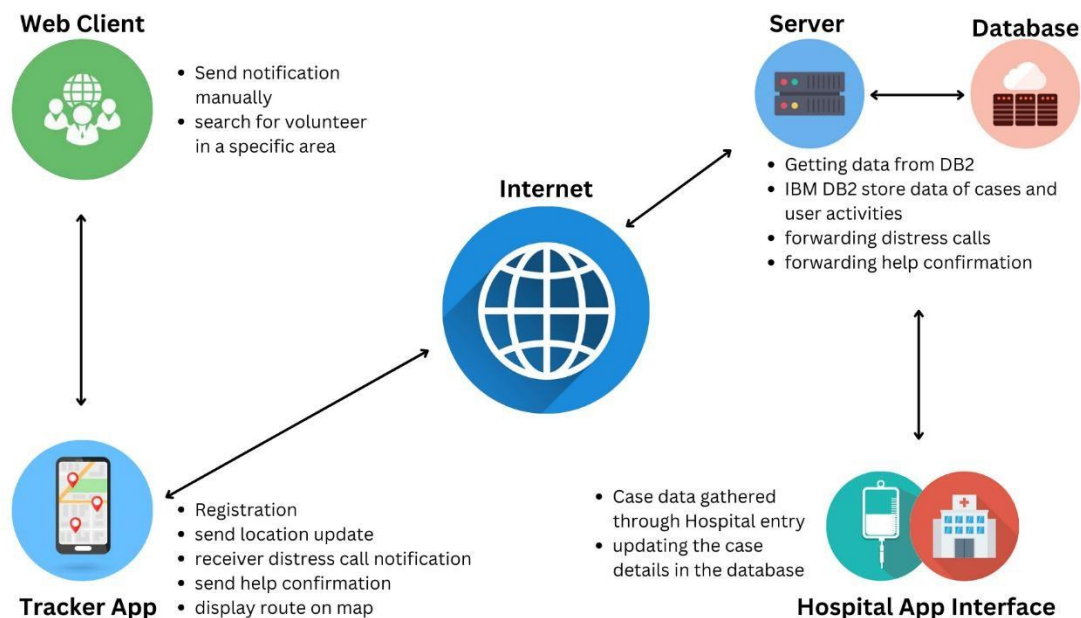 Web Client
• Send notification
manually
• search for volunteer
in a specific area
Server
Database
• Getting data from DB2
• IBM DB2 store data of cases and
user activities
• forwarding distress calls
• forwarding help confirmation
Internet
• Registration
• send location update
• receiver distress call notification
• send help confirmation
• display route on map
Tracker App
• Case data gathered
through Hospital entry
• updating the case
details in the database
Hospital App Interface